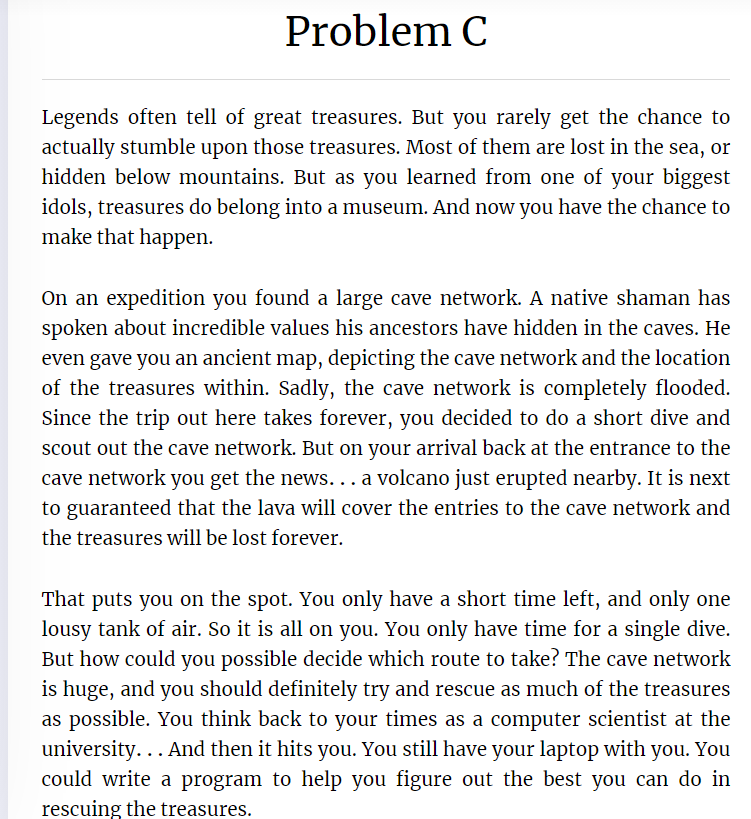 Problem C
Legends often tell of great treasures. But you rarely get the chance to
actually stumble upon those treasures. Most of them are lost in the sea, or
hidden below mountains. But as you learned from one of your biggest
idols, treasures do belong into a museum. And now you have the chance to
make that happen.
On an expedition you found a large cave network. A native shaman has
spoken about incredible values his ancestors have hidden in the caves. He
even gave you an ancient map, depicting the cave network and the location
of the treasures within. Sadly, the cave network is completely flooded.
Since the trip out here takes forever, you decided to do a short dive and
scout out the cave network. But on your arrival back at the entrance to the
cave network you get the news. . . a volcano just erupted nearby. It is next
to guaranteed that the lava will cover the entries to the cave network and
the treasures will be lost forever.
That puts you on the spot. You only have a short time left, and only one
lousy tank of air. So it is all on you. You only have time for a single dive.
But how could you possible decide which route to take? The cave network
is huge, and you should definitely try and rescue as much of the treasures
as possible. You think back to your times as a computer scientist at the
university. . . And then it hits you. You still have your laptop with you. You
could write a program to help you figure out the best you can do in
rescuing the treasures.